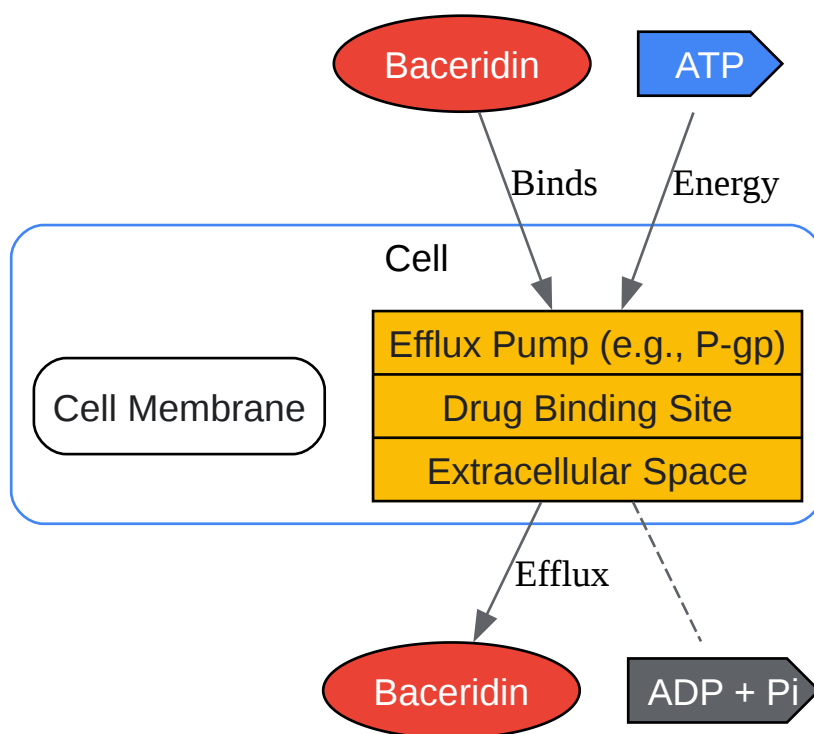 Baceridin
ATP
Binds
Energy
Cell
Efflux Pump (e.g., P-gp)
Cell Membrane
Drug Binding Site
Extracellular Space
Efflux
Baceridin
ADP + Pi